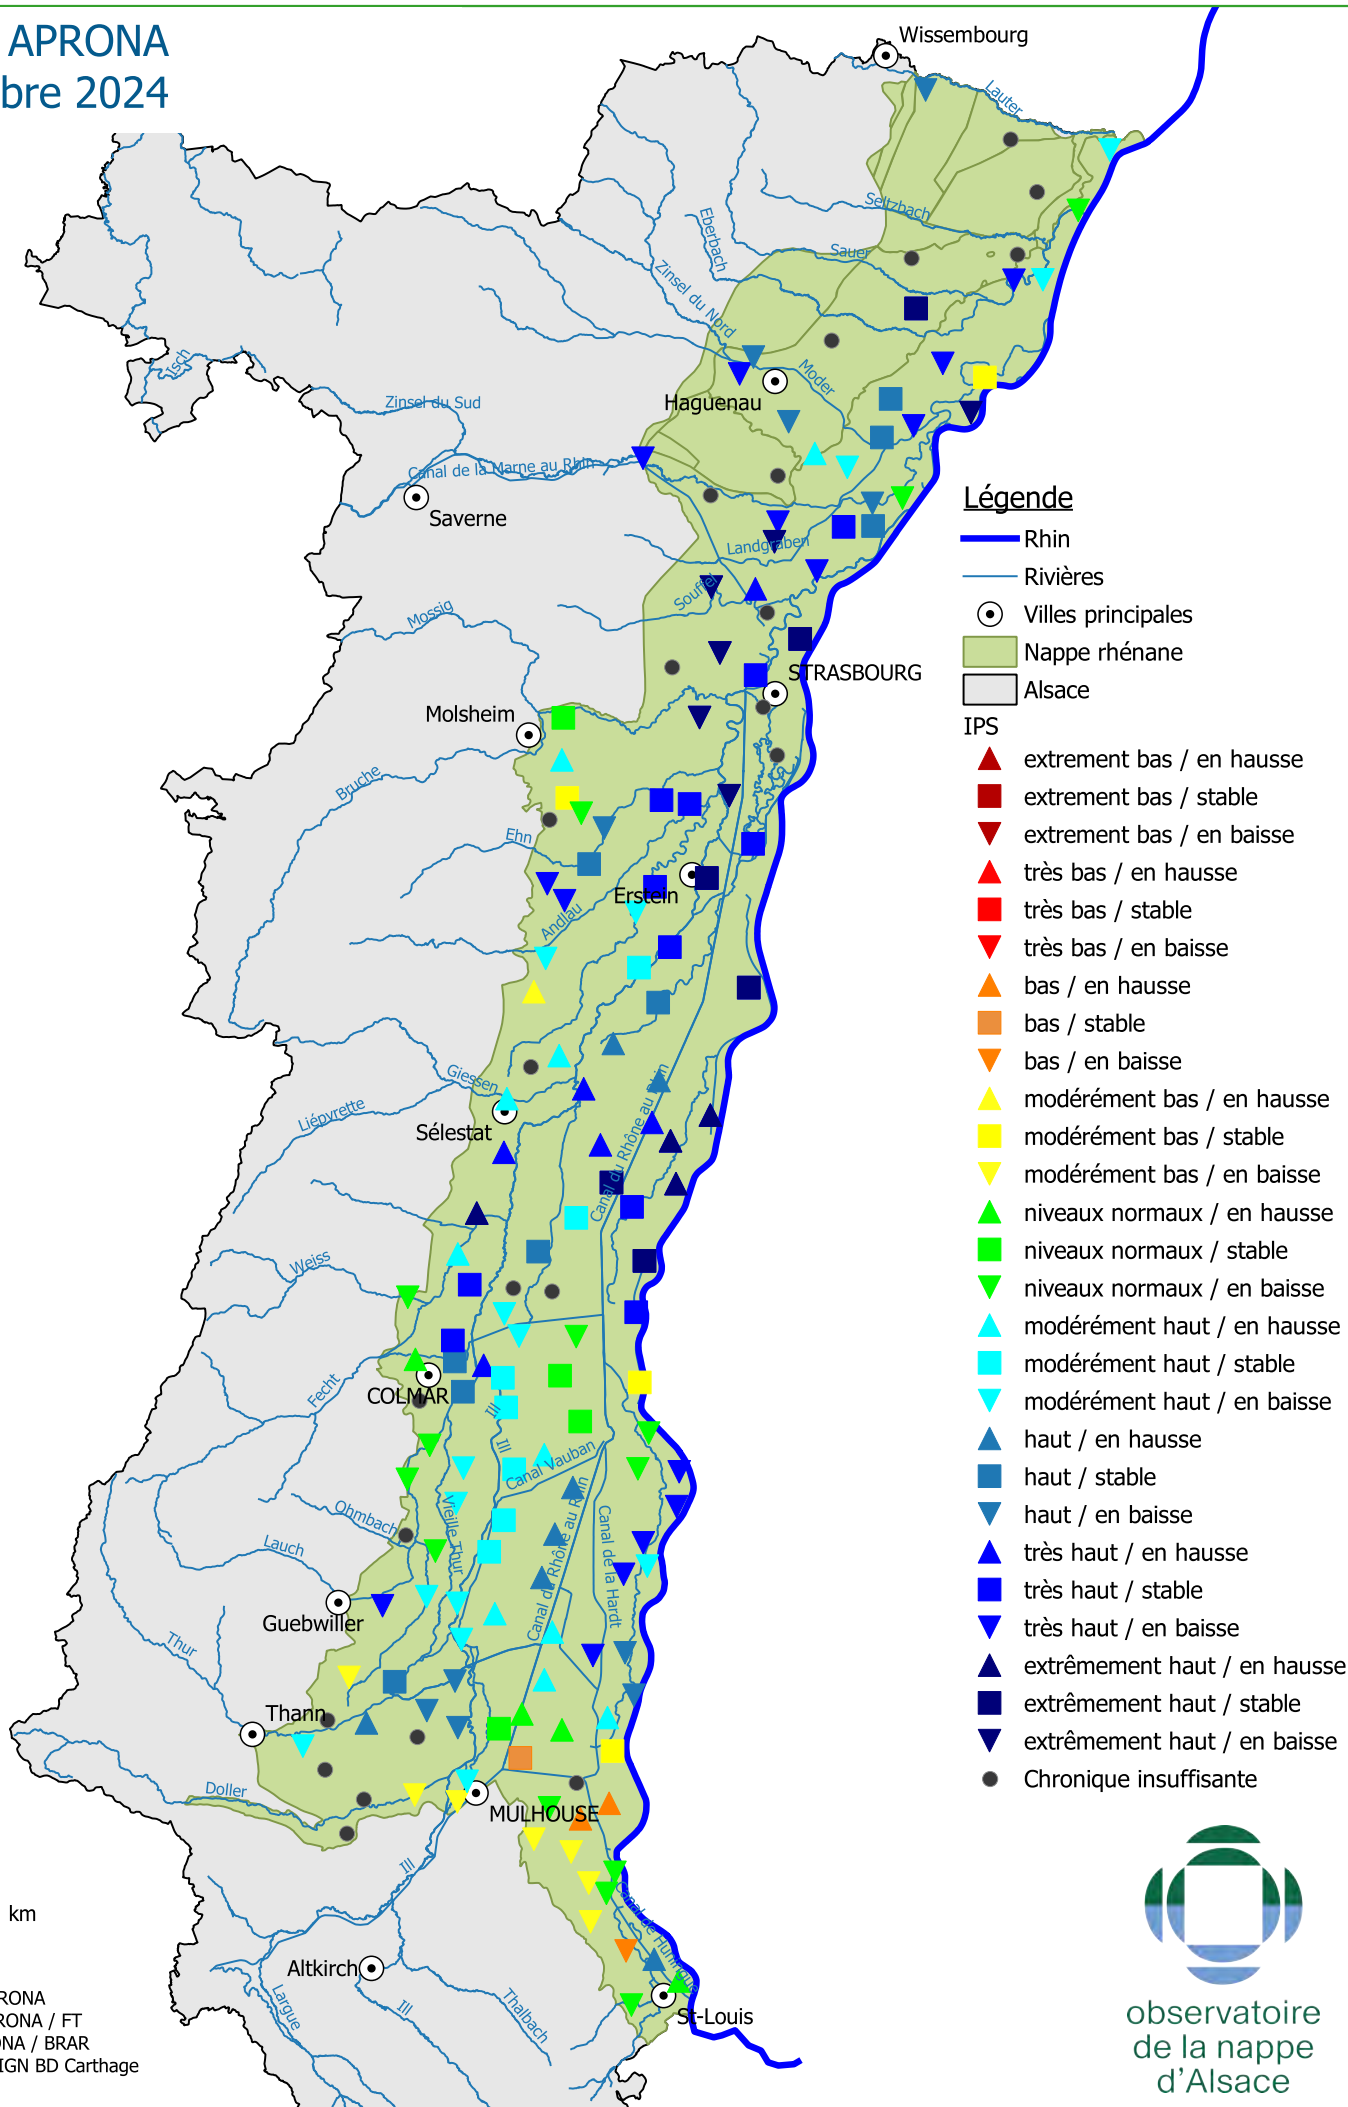 APRONA
bre 2024
Wissembourg
Lauter
Seltzbach
Eberbach
Sauer
Zinsel du Nord
Isch
Moder
Haguenau
Zinsel du Sud
Canal de la Marne au Rhin
Saverne
Landgraben
Souffel
Mossig
STRASBOURG
Molsheim
Bruche
Ehn
Erstein
Andlau
Giessen
Liépvrette
Sélestat
Canal du Rhône au Rhin
Weiss
Fecht
COLMAR
Ill
Ill
Canal Vauban
Ohmbach
Vieille Thur
Lauch
Canal du Rhône au Rhin
Canal de la Hardt
Guebwiller
Thur
Thann
Doller
MULHOUSE
Ill
Canal de Huningue
Altkirch
Largue
Ill
Thalbach
St-Louis
Légende
Rhin
Rivières
Villes principales
Nappe rhénane
Alsace
IPS
extrement bas / en hausse
extrement bas / stable
extrement bas / en baisse
très bas / en hausse
très bas / stable
très bas / en baisse
bas / en hausse
bas / stable
bas / en baisse
modérément bas / en hausse
modérément bas / stable
modérément bas / en baisse
niveaux normaux / en hausse
niveaux normaux / stable
niveaux normaux / en baisse
modérément haut / en hausse
modérément haut / stable
modérément haut / en baisse
haut / en hausse
haut / stable
haut / en baisse
très haut / en hausse
très haut / stable
très haut / en baisse
extrêmement haut / en hausse
extrêmement haut / stable
extrêmement haut / en baisse
Chronique insuffisante
km
RONA
RONA / FT
ONA / BRAR
IGN BD Carthage
observatoire
de la nappe
d'Alsace